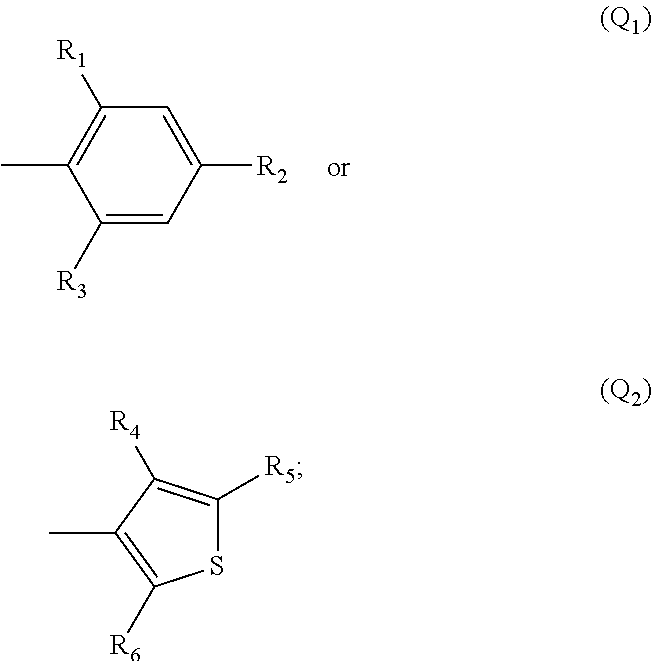 (Q₁)
R₁
R₂ or
R₃
(Q₂)
R₄
R₅;
S
R₆